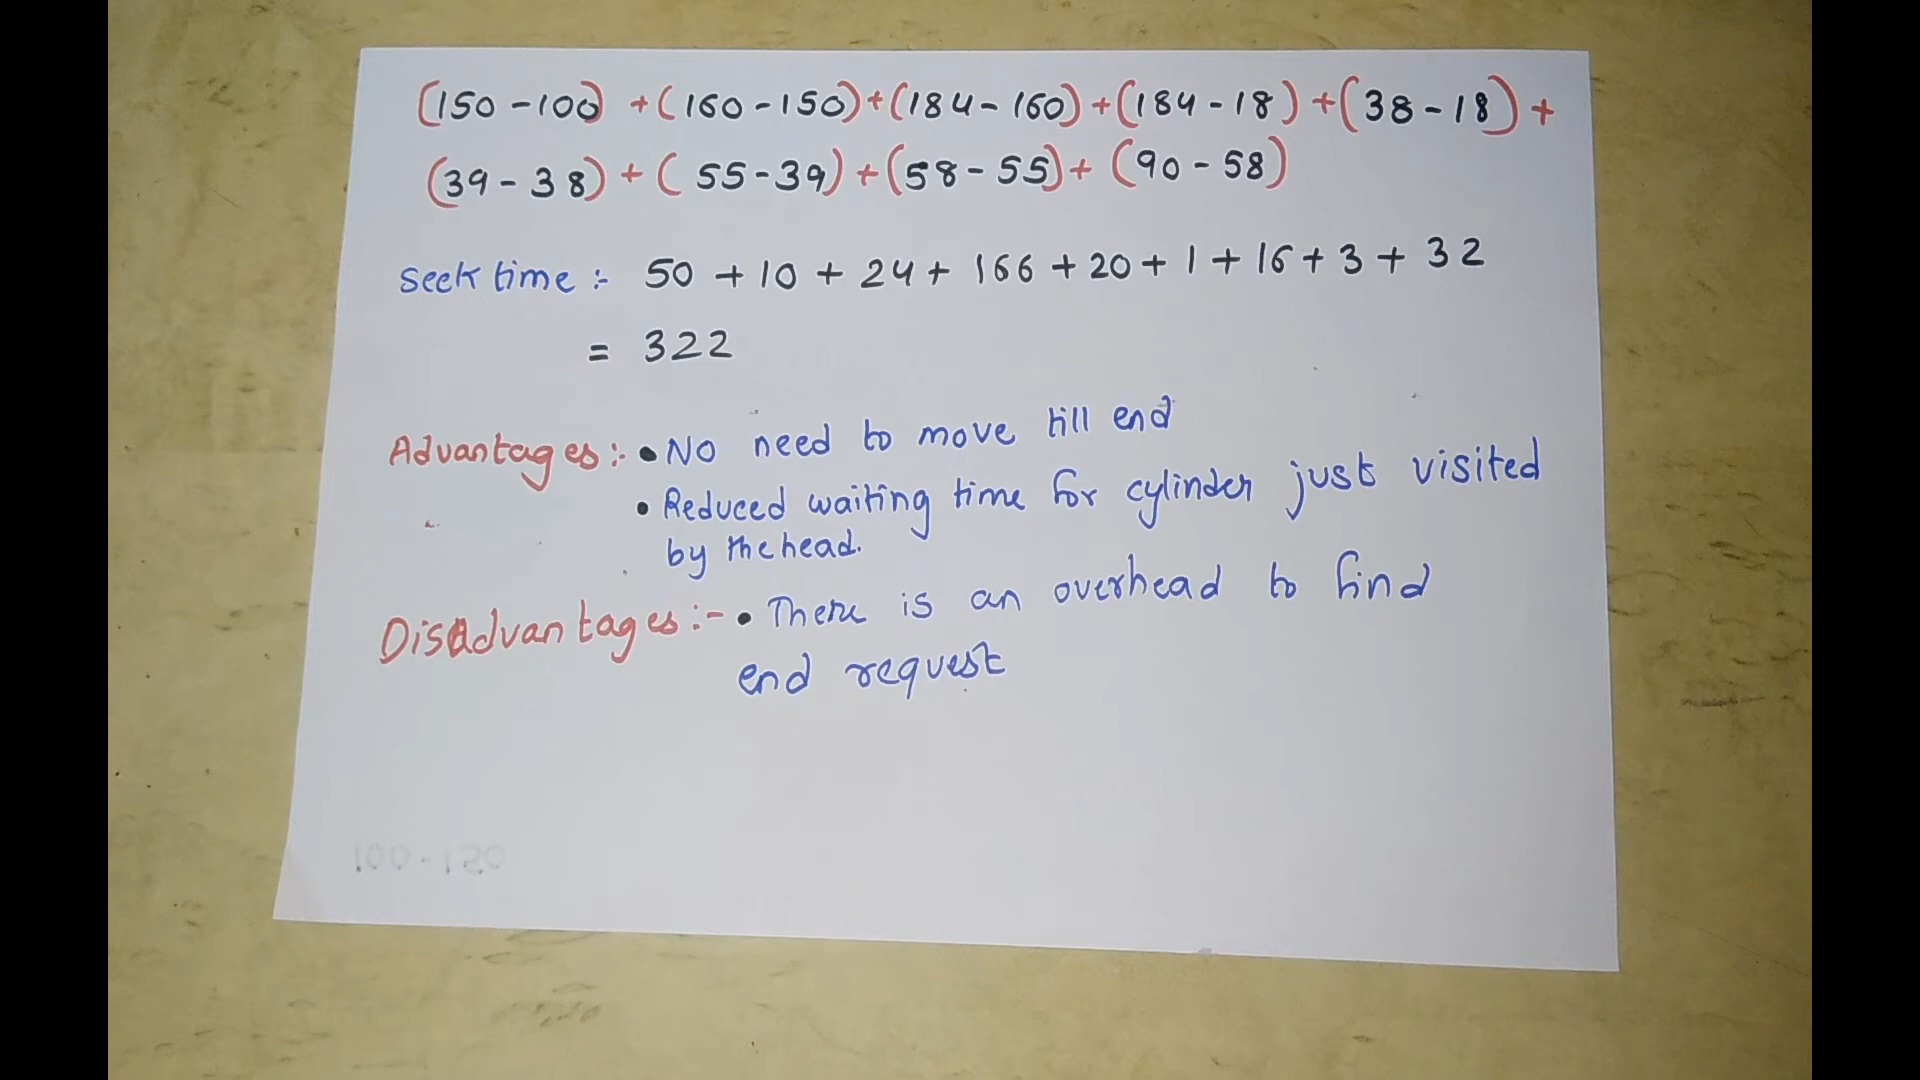 (150-100) +(160-150)+(184-160)+(184-18)+(38-18)+
(39-38)+(55-39)+(58-55)+(90-58)
Seek time :- 50 + 10 + 24 + 166 + 20 + 1 + 16 + 3 + 32
= 322
Advantages :- • No need to move till end
• Reduced waiting time for cylinder just visited
by the head.
Disadvantages :- • There is an overhead to find
end request
100-150